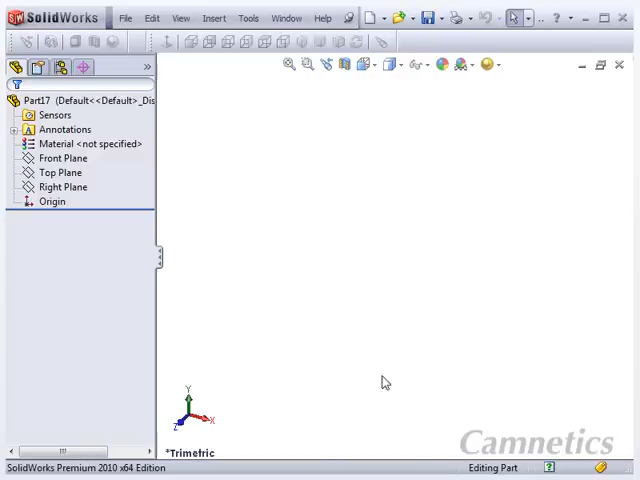 SolidWorks File Edit View Insert Tools Window Help
Part17 (Default<<Default>_Dis
Sensors
Annotations
Material <not specified>
Front Plane
Top Plane
Right Plane
Origin
Y
X
Z
*Trimetric
Camnetics
SolidWorks Premium 2010 x64 Edition Editing Part